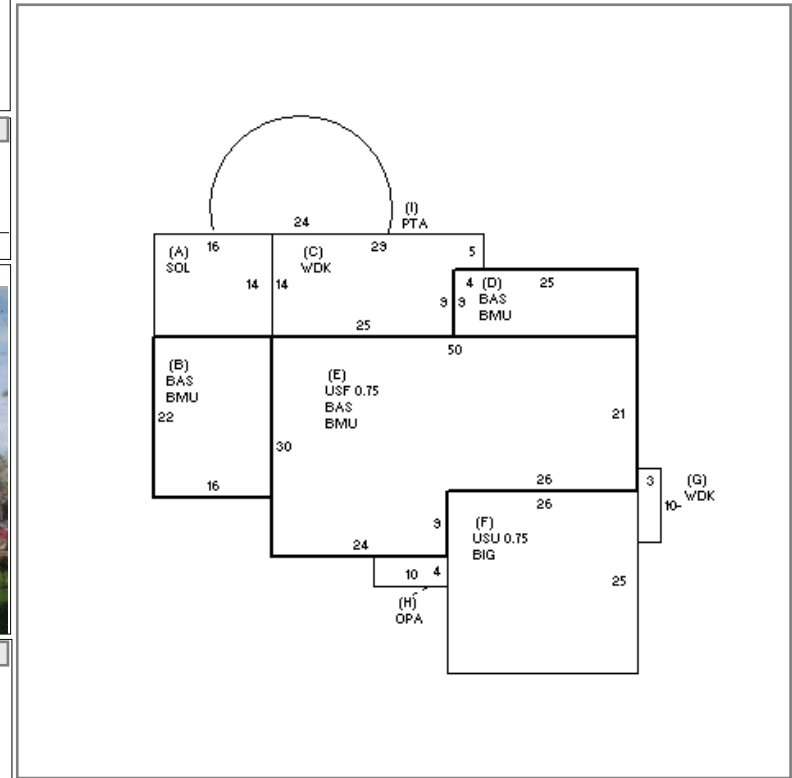 (I)
PTA
24
(A)
SOL
16
(C)
WDK
29
5
14
14
4
(D)
BAS
BMU
25
9
9
25
50
(B)
BAS
BMU
22
16
(E)
USF 0.75
BAS
BMU
30
21
26
26
3
(G)
WDK
10
(F)
USU 0.75
BIG
9
24
25
10
4
(H)
OPA